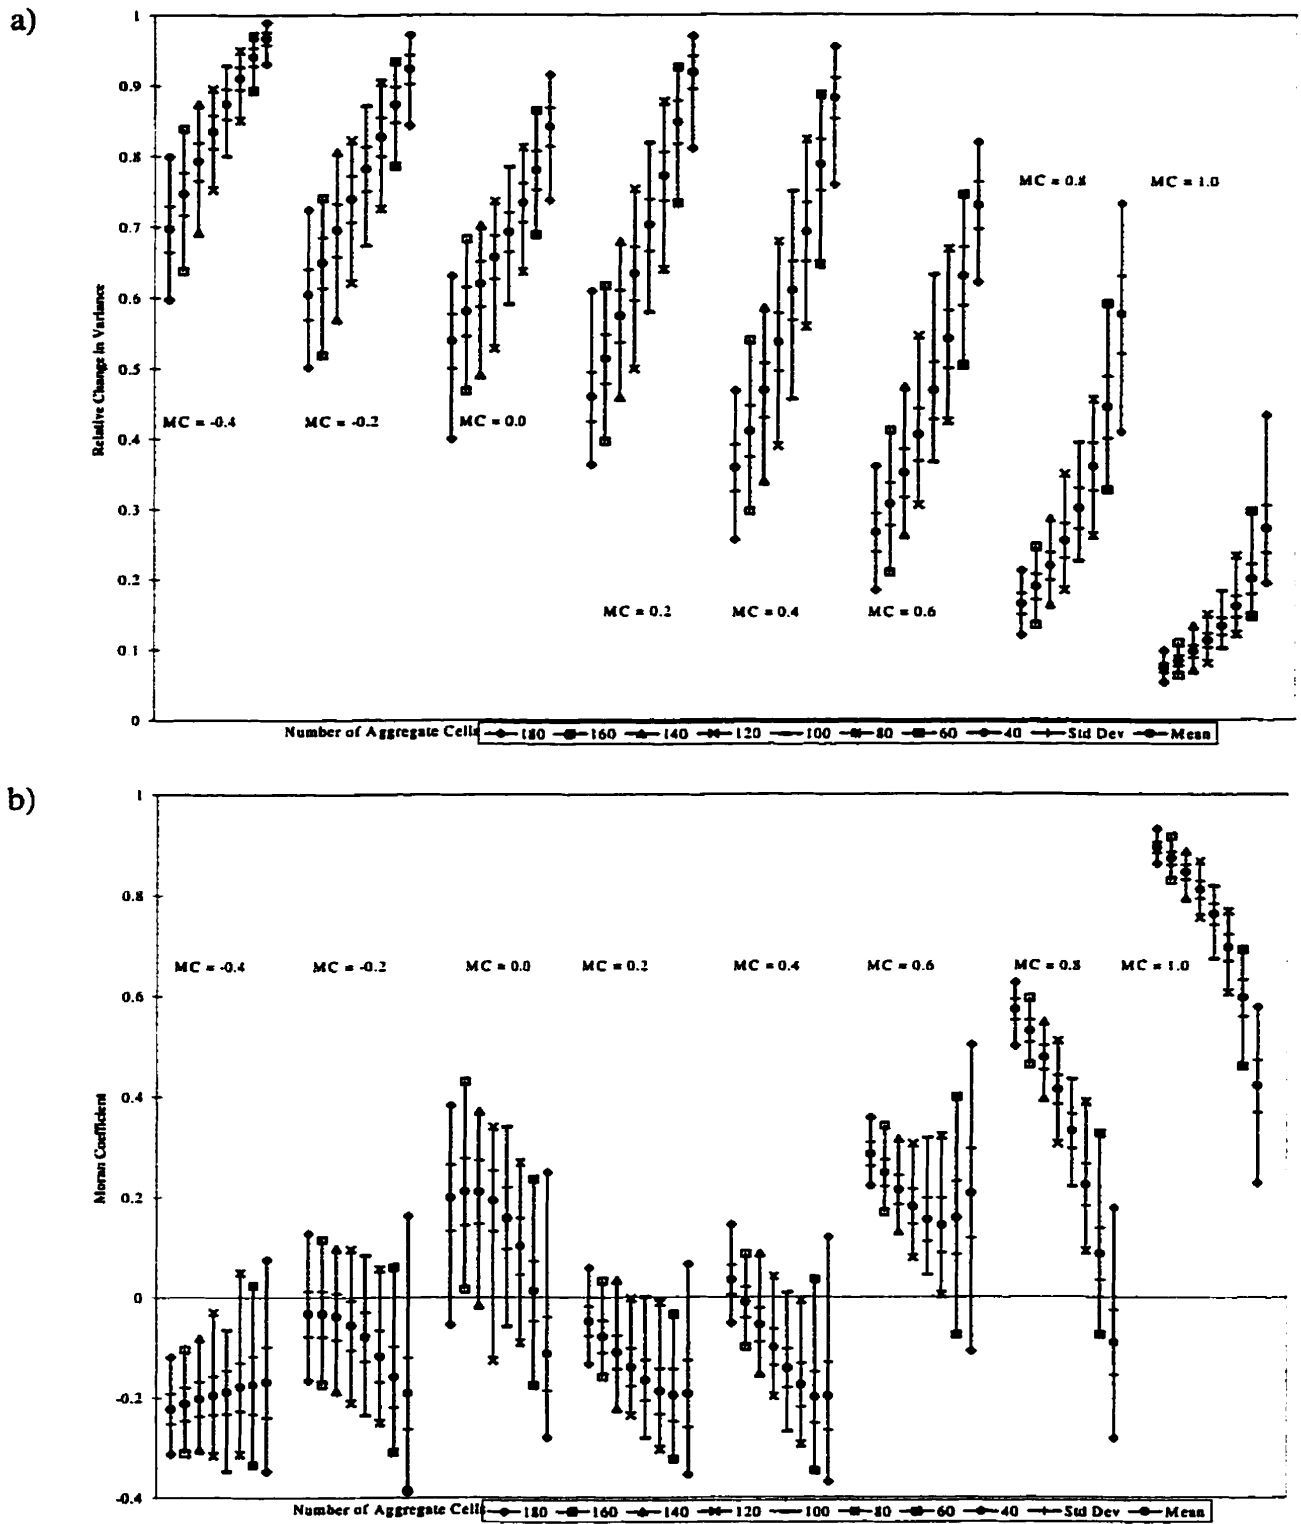 a)
1
0.9
0.8
MC = 0.8 MC = 1.0
0.7
0.6
Relative Change in Variance
0.5
MC = -0.4 MC = -0.2 MC = 0.0
0.4
0.3
0.2
MC = 0.2 MC = 0.4 MC = 0.6
0.1
0
Number of Aggregate Cells 180 160 140 120 100 80 60 40 Std Dev Mean
b)
1
0.8
MC = -0.4 MC = -0.2 MC = 0.0 MC = 0.2 MC = 0.4 MC = 0.6 MC = 0.8 MC = 1.0
0.6
0.4
Moran Coefficient
0.2
0
-0.2
-0.4
Number of Aggregate Cells 180 160 140 120 100 80 60 40 Std Dev Mean